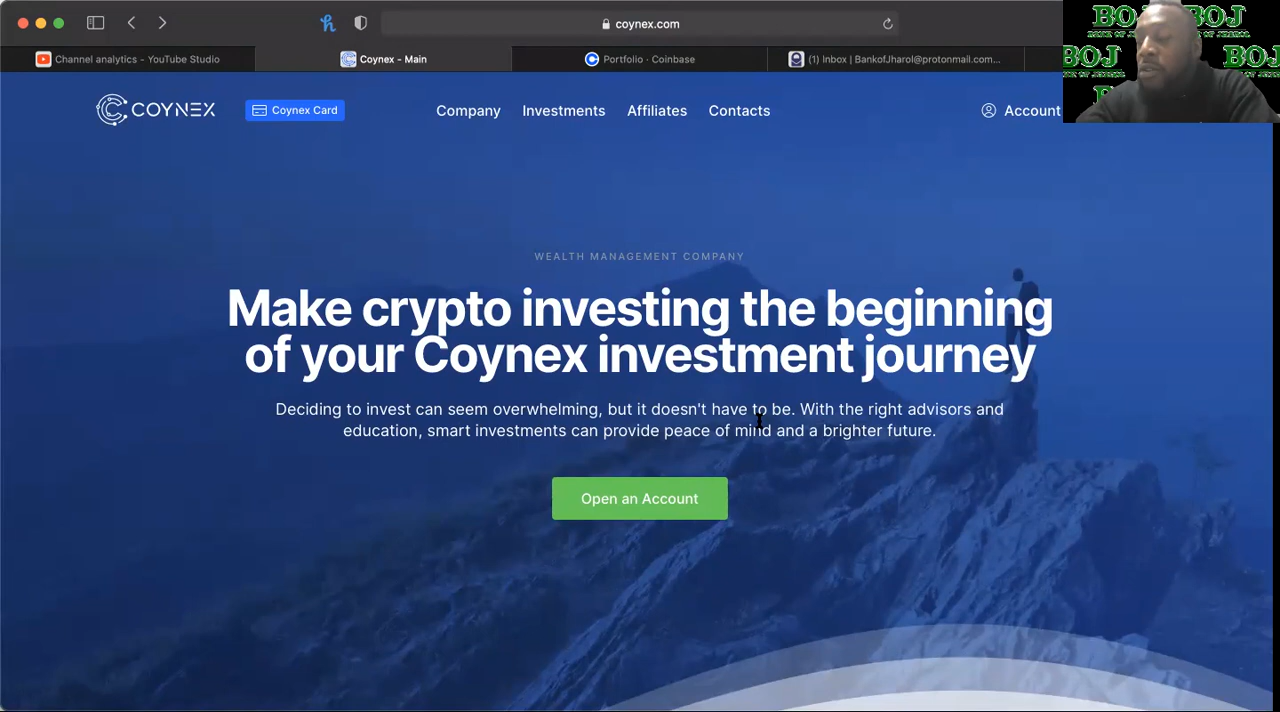 coynex.com
Channel analytics - YouTube Studio
Coynex - Main
Portfolio - Coinbase
(1) Inbox | BankofJharol@protonmail.com...
BOJ BOJ
BOJ BOJ
COYNEX
Coynex Card
Company
Investments
Affiliates
Contacts
Account
WEALTH MANAGEMENT COMPANY
Make crypto investing the beginning
of your Coynex investment journey
Deciding to invest can seem overwhelming, but it doesn't have to be. With the right advisors and
education, smart investments can provide peace of mind and a brighter future.
Open an Account